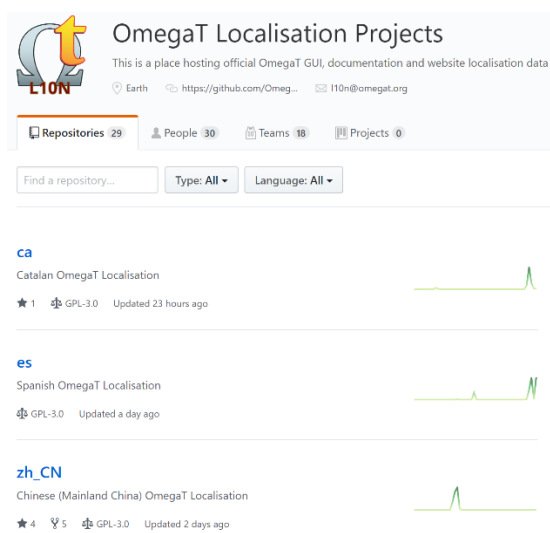 OmegaT Localisation Projects
This is a place hosting official OmegaT GUI, documentation and website localisation data
t
L10N
Earth https://github.com/Omeg... l10n@omegat.org
Repositories 29 People 30 Teams 18 Projects 0
Find a repository... Type: All Language: All
ca
Catalan OmegaT Localisation
1 GPL-3.0 Updated 23 hours ago
es
Spanish OmegaT Localisation
GPL-3.0 Updated a day ago
zh_CN
Chinese (Mainland China) OmegaT Localisation
4 5 GPL-3.0 Updated 2 days ago